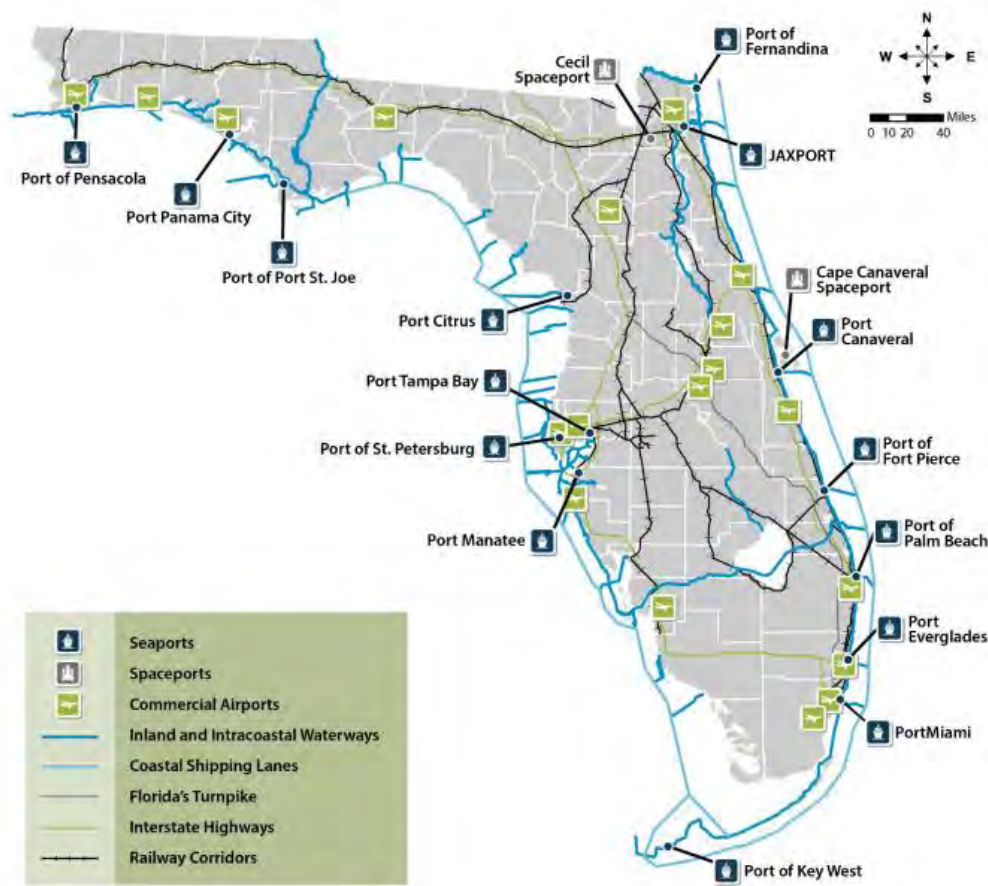 Port of
Fernandina
Cecil
Spaceport
N
W
E
S
Miles
0 10 20 40
JAXPORT
Port of Pensacola
Port Panama City
Port of Port St. Joe
Cape Canaveral
Spaceport
Port Citrus
Port
Canaveral
Port Tampa Bay
Port of St. Petersburg
Port of
Fort Pierce
Port Manatee
Port of
Palm Beach
Port
Everglades
PortMiami
Port of Key West
Seaports
Spaceports
Commercial Airports
Inland and Intracoastal Waterways
Coastal Shipping Lanes
Florida's Turnpike
Interstate Highways
Railway Corridors